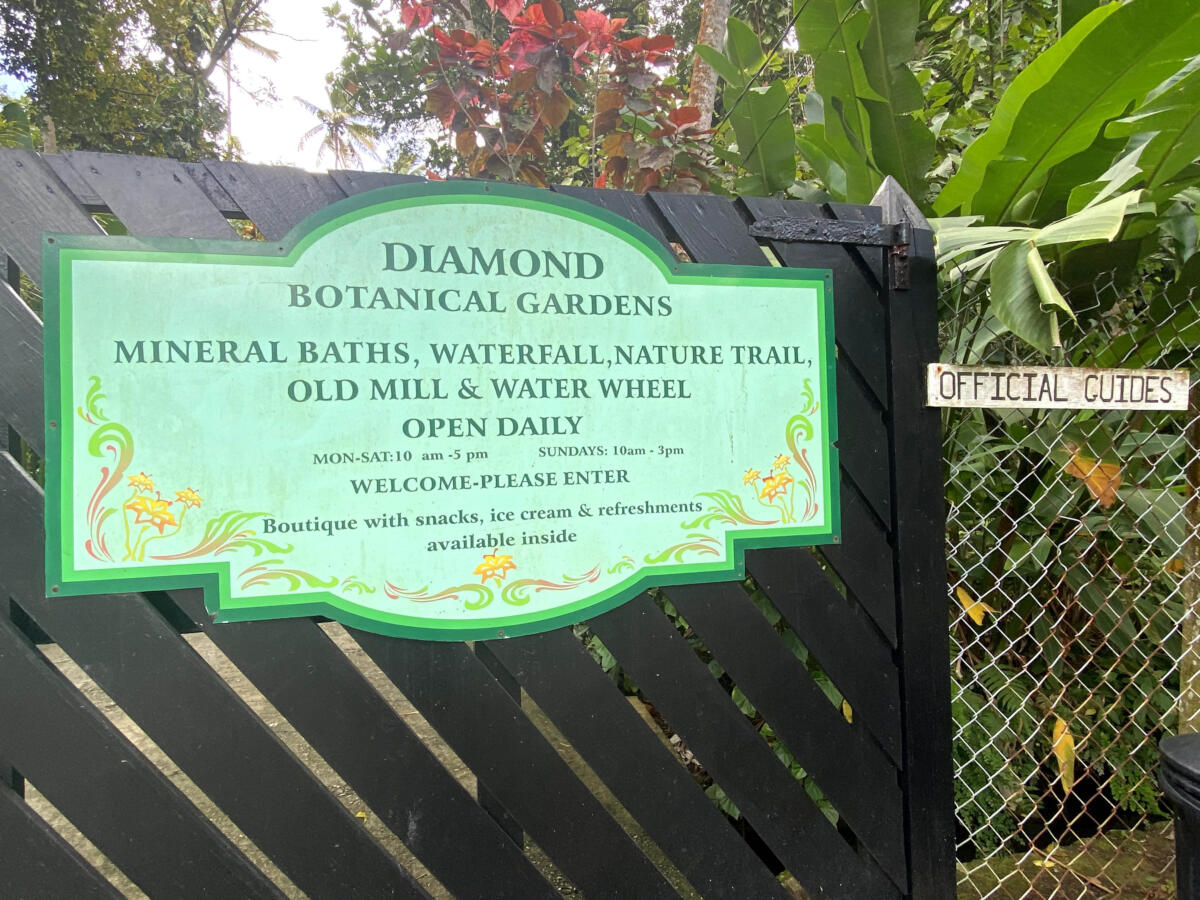 DIAMOND
BOTANICAL GARDENS
MINERAL BATHS, WATERFALL,NATURE TRAIL,
OLD MILL & WATER WHEEL
OPEN DAILY
MON-SAT:10 am -5 pm SUNDAYS: 10am - 3pm
WELCOME-PLEASE ENTER
Boutique with snacks, ice cream & refreshments
available inside
OFFICIAL GUIDES